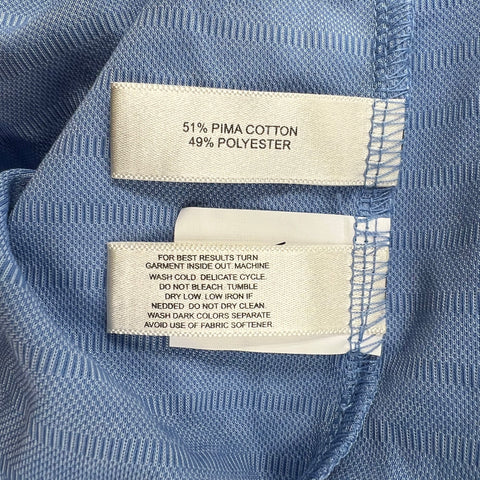 51% PIMA COTTON
49% POLYESTER
FOR BEST RESULTS TURN
GARMENT INSIDE OUT. MACHINE
WASH COLD. DELICATE CYCLE.
DO NOT BLEACH. TUMBLE
DRY LOW. LOW IRON IF
NEDDED. DO NOT DRY CLEAN.
WASH DARK COLORS SEPARATE
AVOID USE OF FABRIC SOFTENER